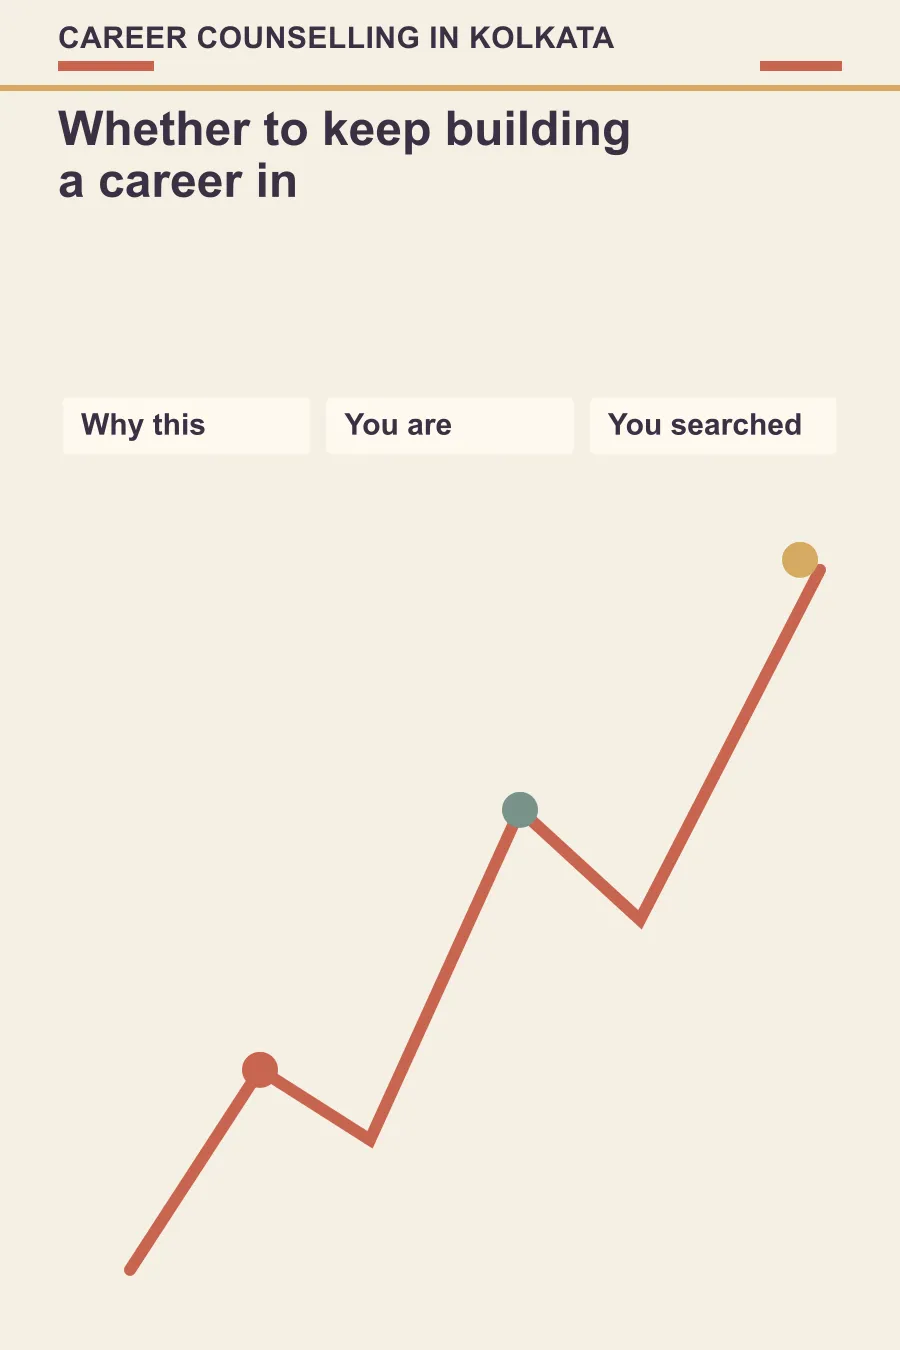 CAREER COUNSELLING IN KOLKATA
Whether to keep building
a career in
Why this
You are
You searched